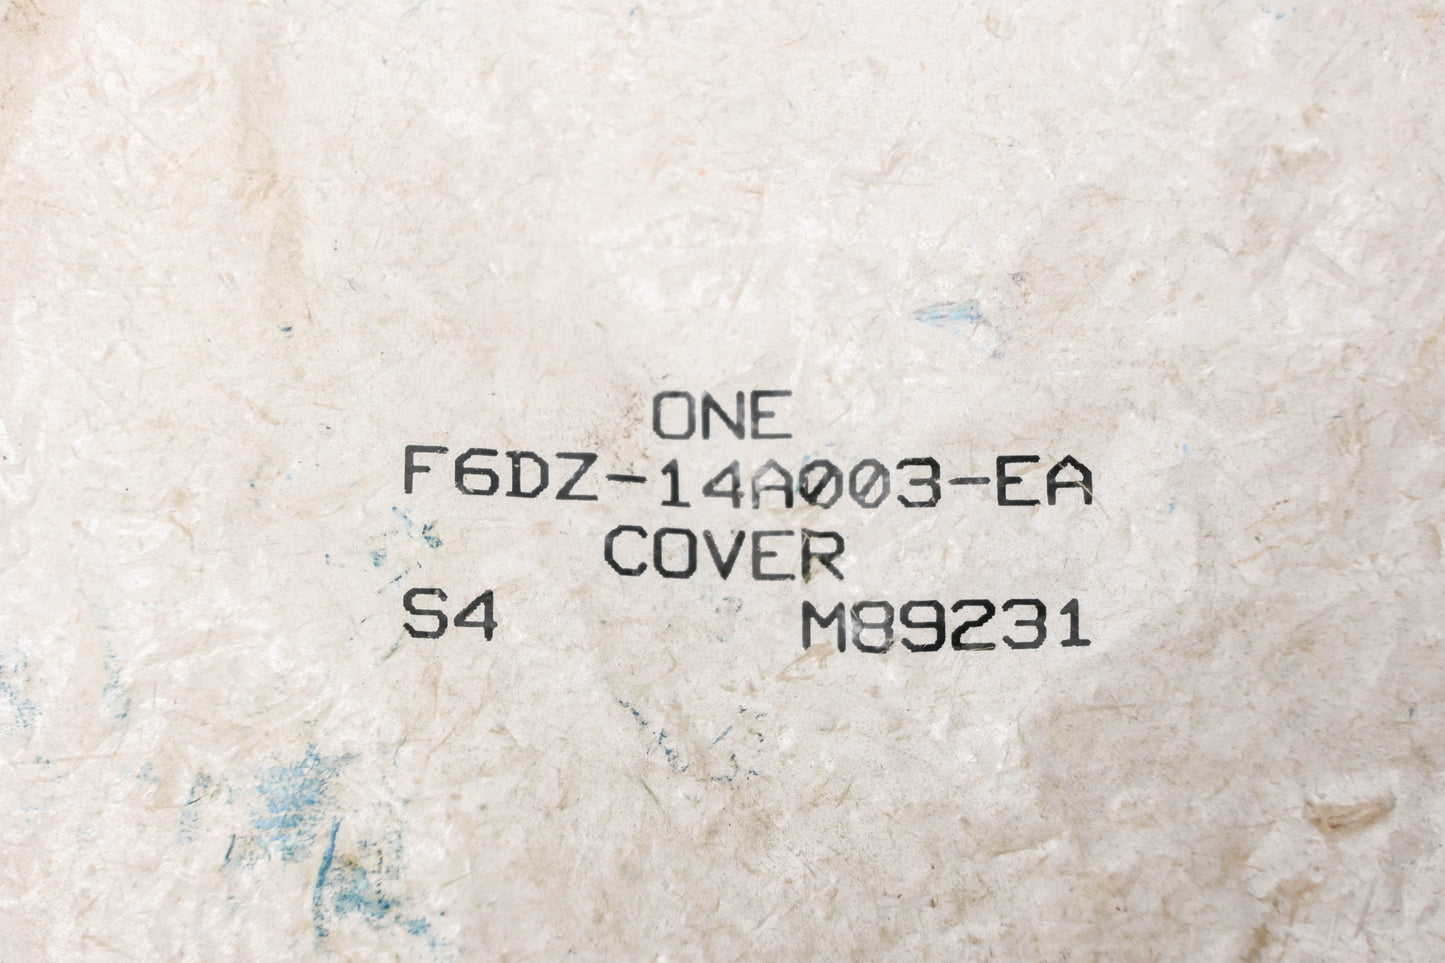 ONE
F6DZ-14A003-EA
COVER
S4 M89231